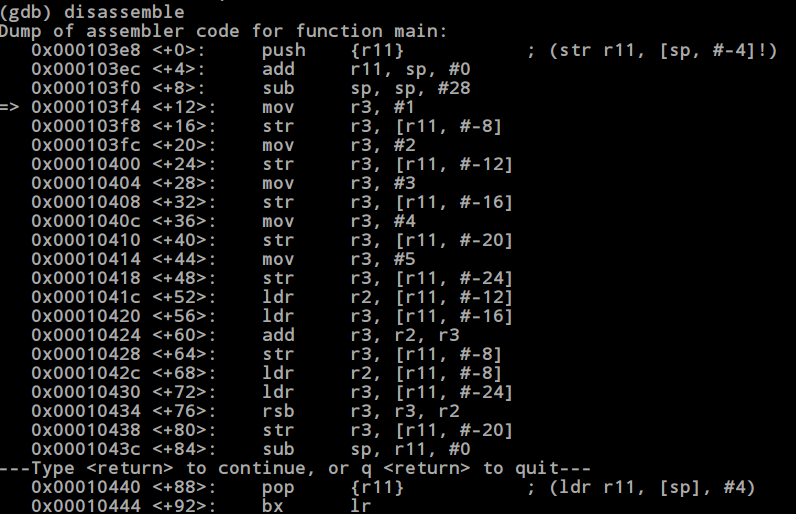 (gdb) disassemble
Dump of assembler code for function main:
   0x000103e8 <+0>:     push    {r11}           ; (str r11, [sp, #-4]!)
   0x000103ec <+4>:     add     r11, sp, #0
   0x000103f0 <+8>:     sub     sp, sp, #28
=> 0x000103f4 <+12>:    mov     r3, #1
   0x000103f8 <+16>:    str     r3, [r11, #-8]
   0x000103fc <+20>:    mov     r3, #2
   0x00010400 <+24>:    str     r3, [r11, #-12]
   0x00010404 <+28>:    mov     r3, #3
   0x00010408 <+32>:    str     r3, [r11, #-16]
   0x0001040c <+36>:    mov     r3, #4
   0x00010410 <+40>:    str     r3, [r11, #-20]
   0x00010414 <+44>:    mov     r3, #5
   0x00010418 <+48>:    str     r3, [r11, #-24]
   0x0001041c <+52>:    ldr     r2, [r11, #-12]
   0x00010420 <+56>:    ldr     r3, [r11, #-16]
   0x00010424 <+60>:    add     r3, r2, r3
   0x00010428 <+64>:    str     r3, [r11, #-8]
   0x0001042c <+68>:    ldr     r2, [r11, #-8]
   0x00010430 <+72>:    ldr     r3, [r11, #-24]
   0x00010434 <+76>:    rsb     r3, r3, r2
   0x00010438 <+80>:    str     r3, [r11, #-20]
   0x0001043c <+84>:    sub     sp, r11, #0
---Type <return> to continue, or q <return> to quit---
   0x00010440 <+88>:    pop     {r11}           ; (ldr r11, [sp], #4)
   0x00010444 <+92>:    bx      lr